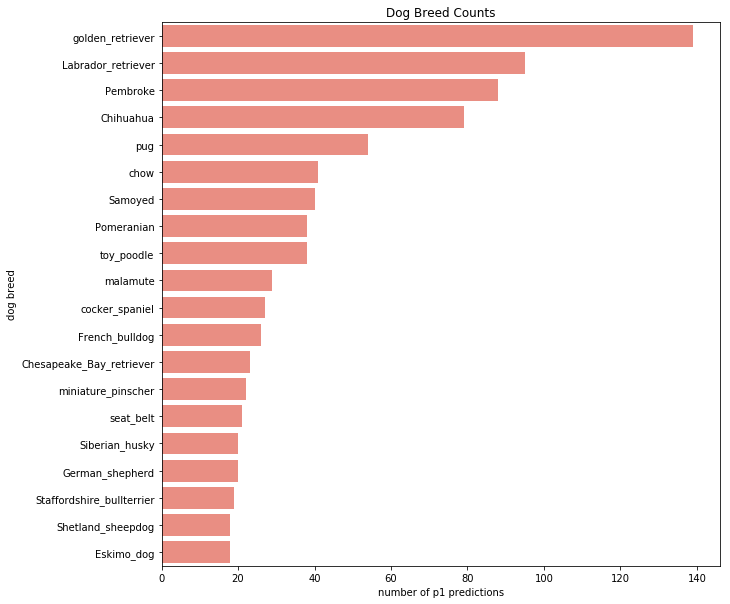 Dog Breed Counts
golden_retriever
Labrador_retriever
Pembroke
Chihuahua
pug
chow
Samoyed
Pomeranian
toy_poodle
malamute
cocker_spaniel
French_bulldog
Chesapeake_Bay_retriever
miniature_pinscher
seat_belt
Siberian_husky
German_shepherd
Staffordshire_bullterrier
Shetland_sheepdog
Eskimo_dog
dog breed
0 20 40 60 80 100 120 140
number of p1 predictions